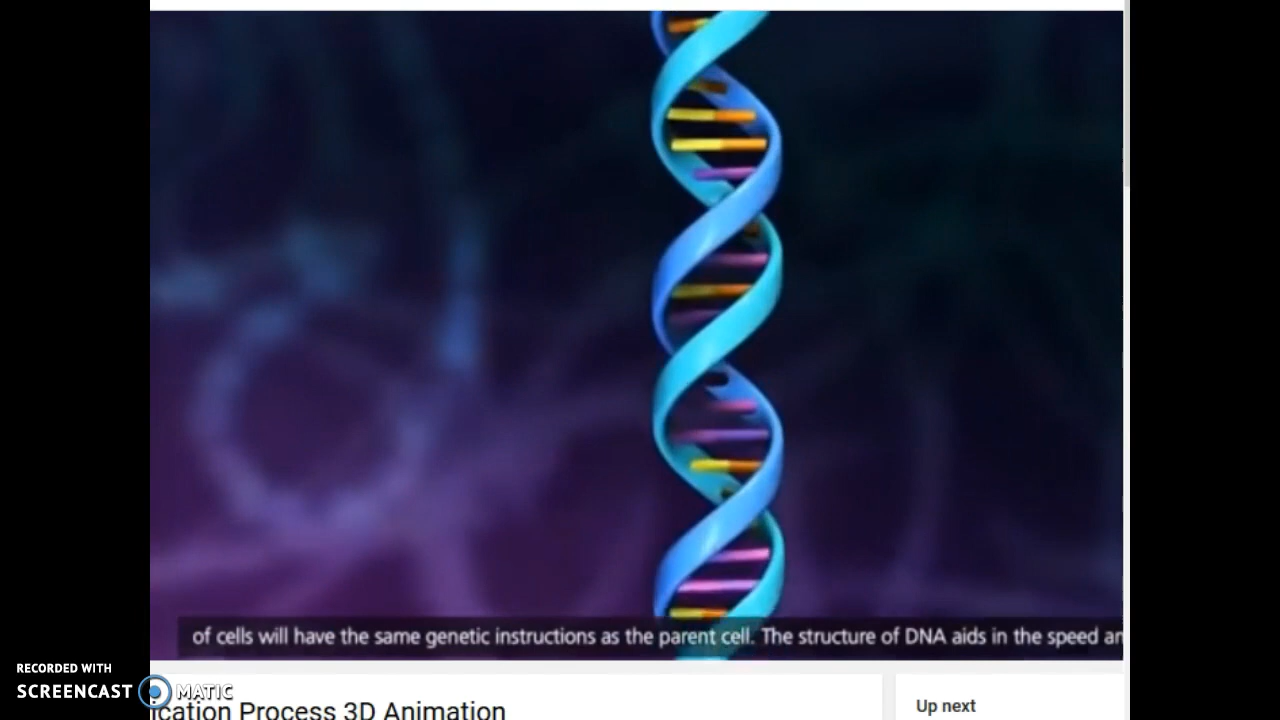 of cells will have the same genetic instructions as the parent cell. The structure of DNA aids in the speed an
RECORDED WITH
SCREENCAST MATIC
ication Process 3D Animation
Up next